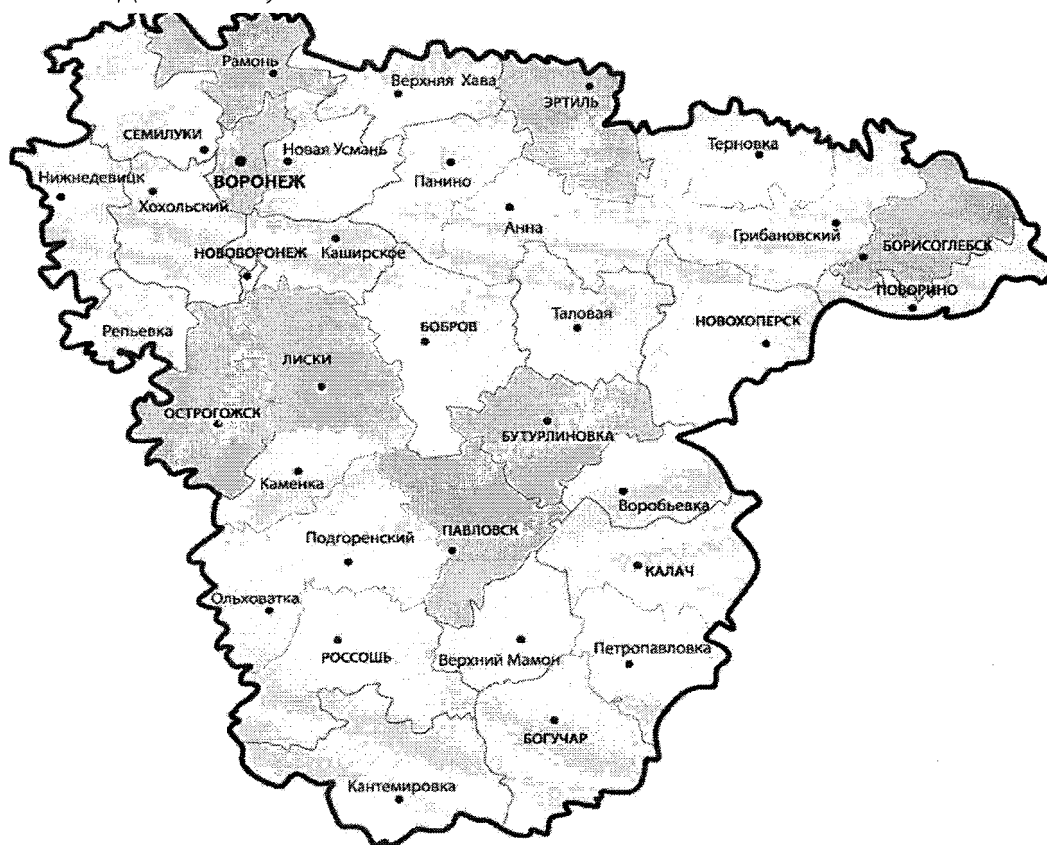 Рамонь
Верхняя Хава
ЭРТИЛЬ
СЕМИЛУКИ
Новая Усмань
Терновка
Нижнедевицк
ВОРОНЕЖ
Панино
Хохольский
Анна
Грибановский
БОРИСОГЛЕБСК
НОВОВОРОНЕЖ
Каширское
ПОВОРИНО
Репьевка
БОБРОВ
Таловая
НОВОХОПЕРСК
ЛИСКИ
ОСТРОГОЖСК
БУТУРЛИНОВКА
Каменка
Воробьевка
Подгоренский
ПАВЛОВСК
КАЛАЧ
Ольховатка
РОССОШЬ
Верхний Мамон
Петропавловка
БОГУЧАР
Кантемировка